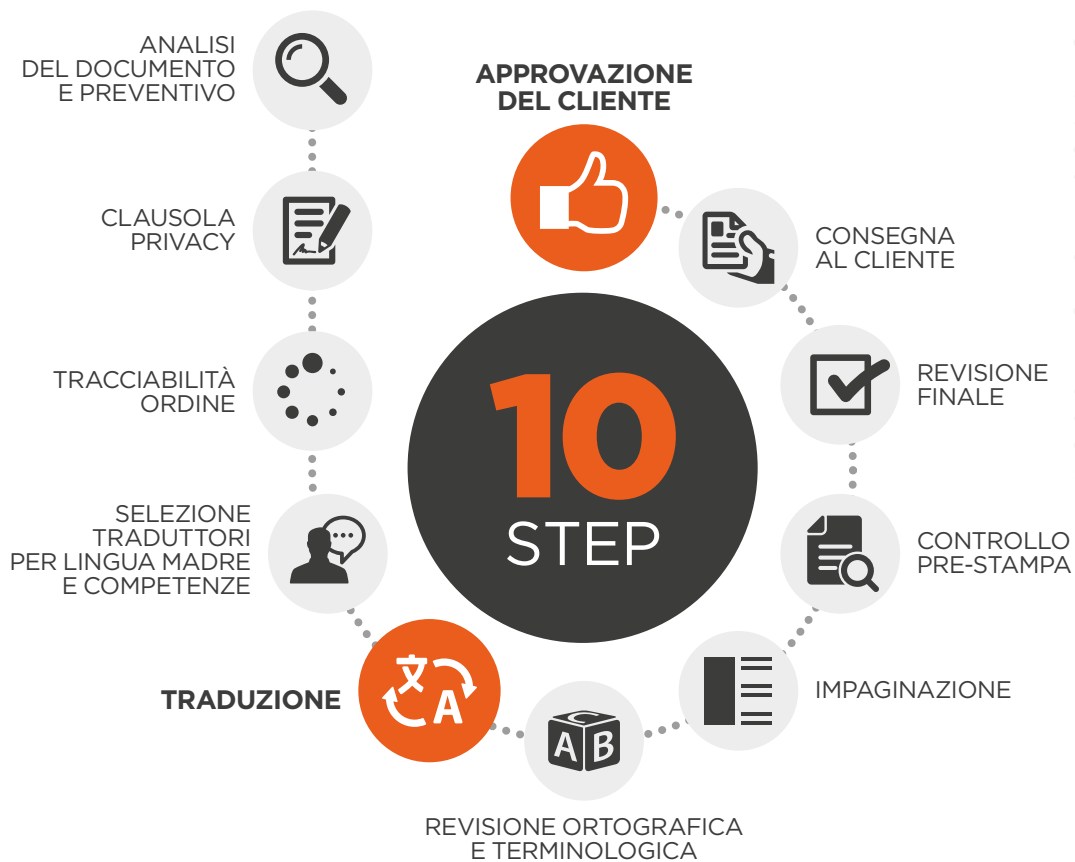 ANALISI
DEL DOCUMENTO
E PREVENTIVO
CLAUSOLA
PRIVACY
TRACCIABILITÀ
ORDINE
SELEZIONE
TRADUTTORI
PER LINGUA MADRE
E COMPETENZE
TRADUZIONE
文
A
REVISIONE ORTOGRAFICA
E TERMINOLOGICA
C
A B
IMPAGINAZIONE
CONTROLLO
PRE-STAMPA
REVISIONE
FINALE
CONSEGNA
AL CLIENTE
APPROVAZIONE
DEL CLIENTE
10
STEP